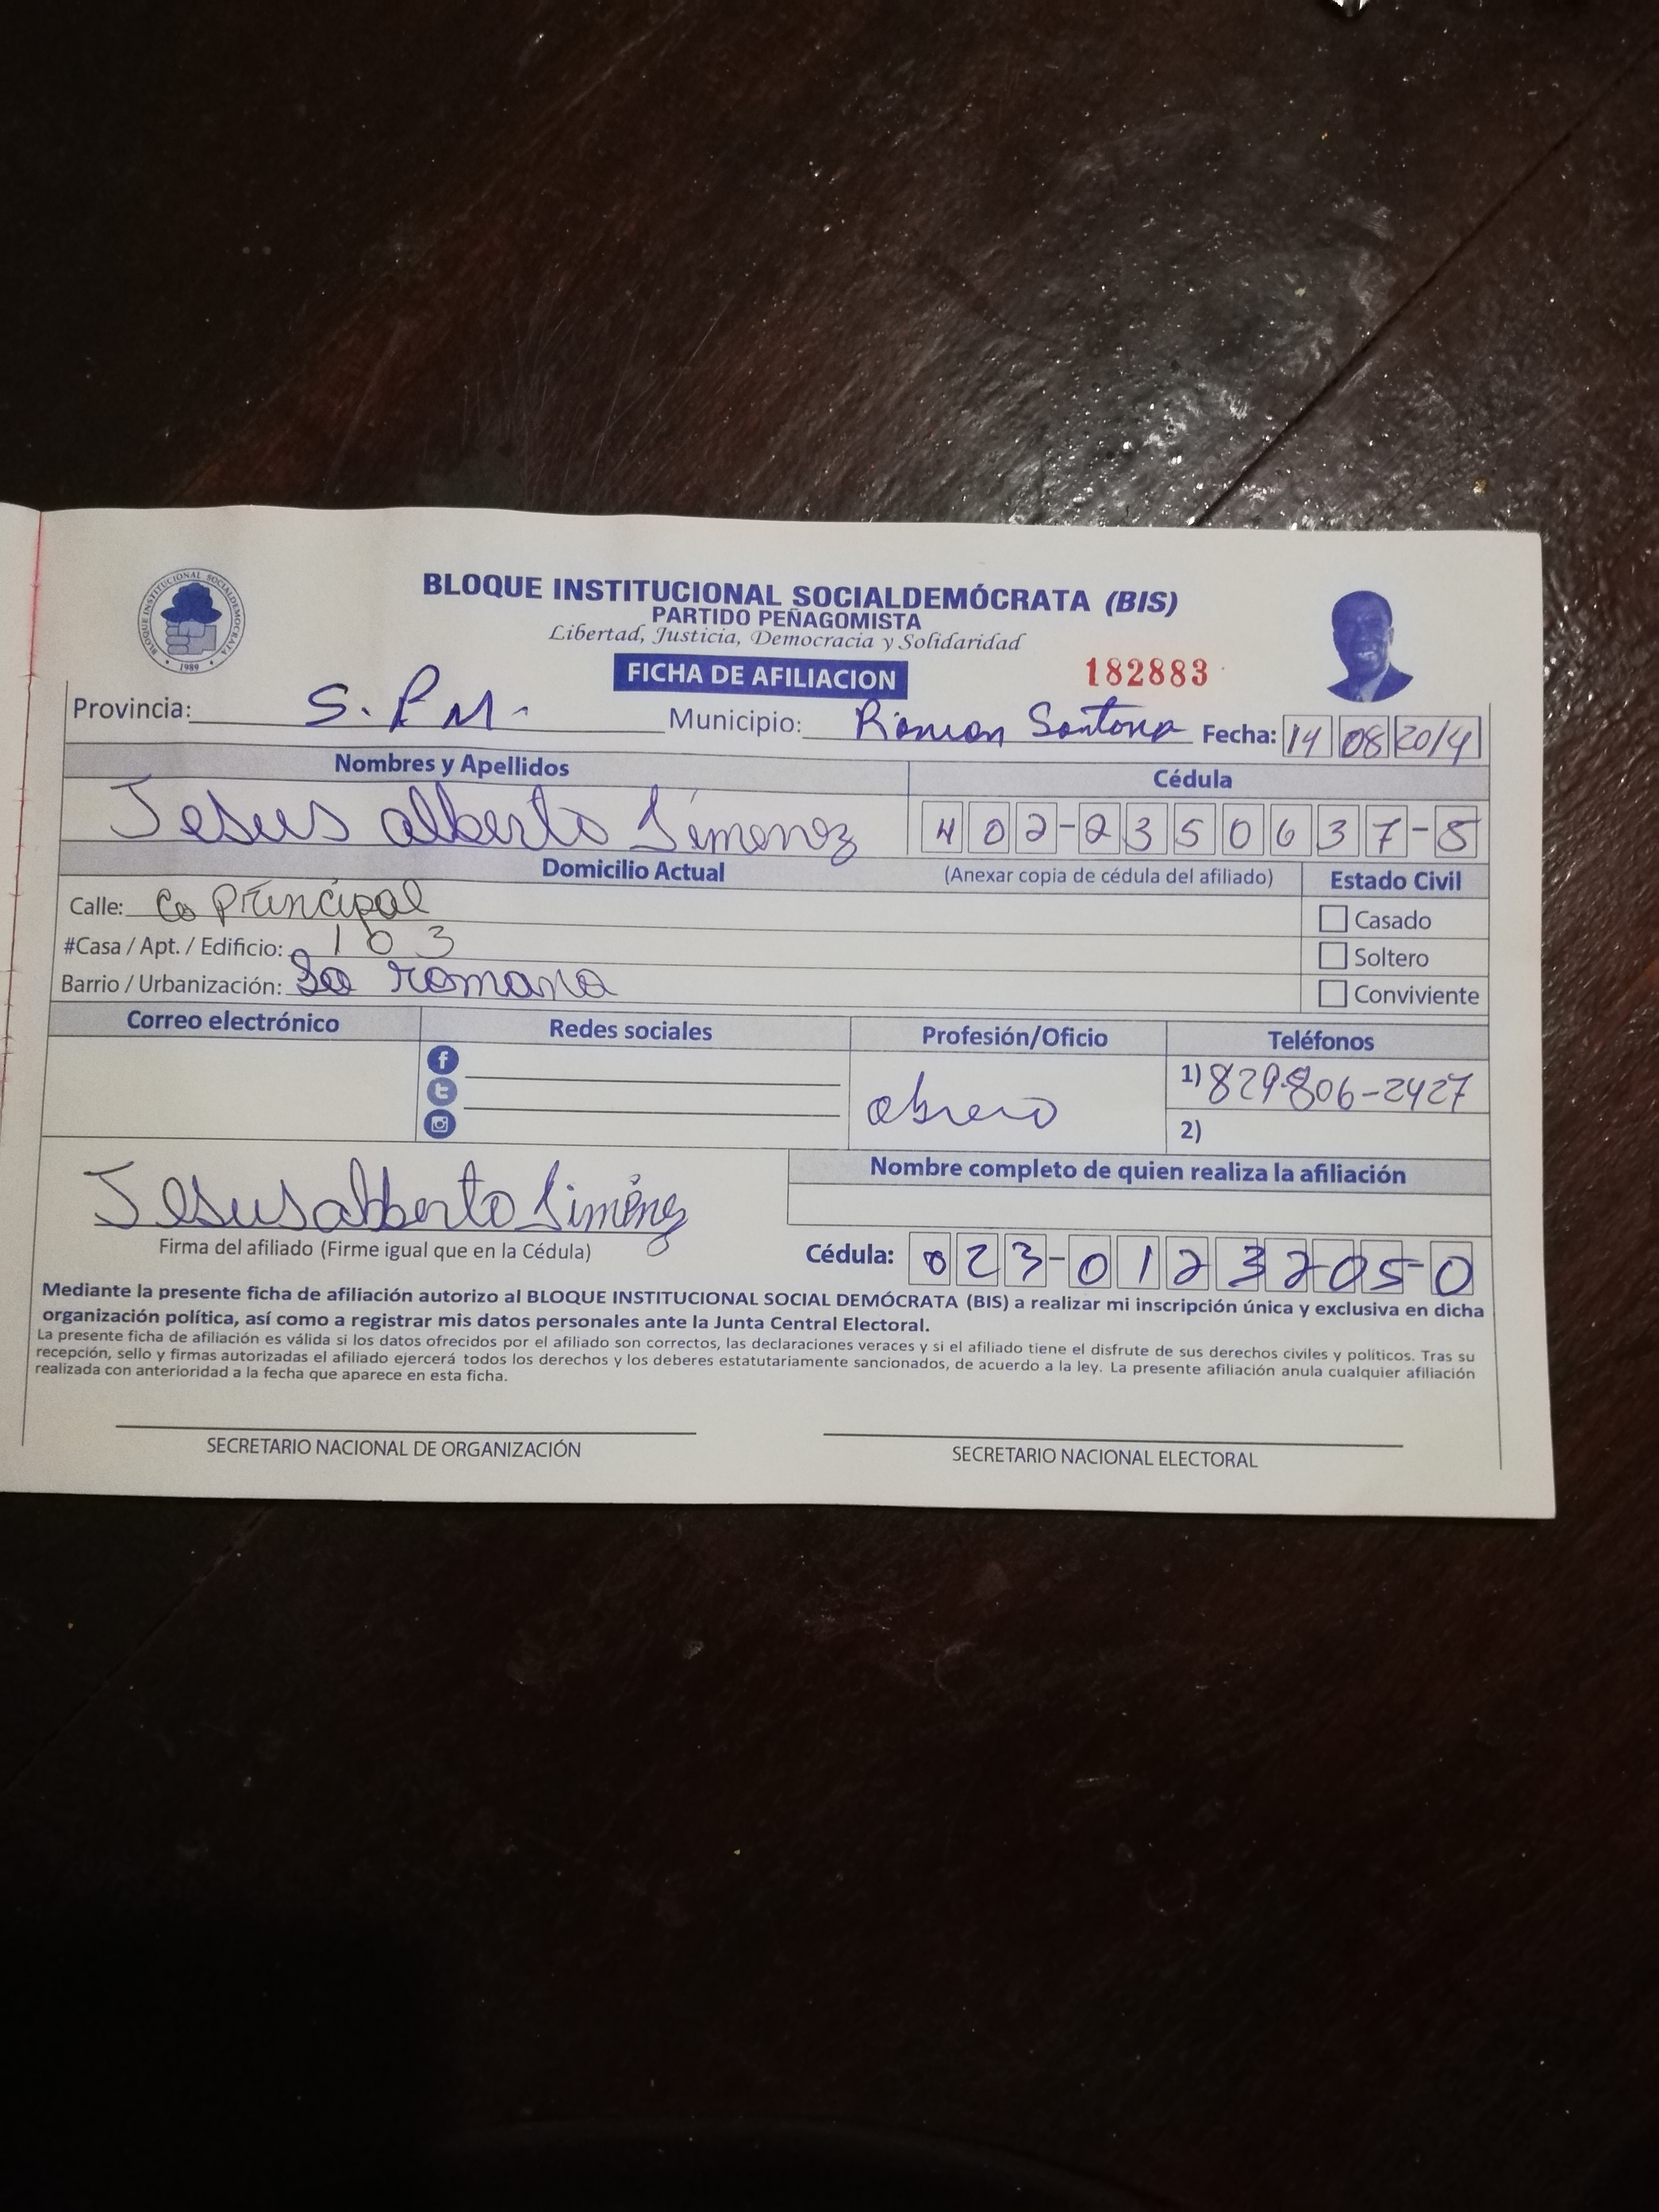 BLOQUE INSTITUCIONAL SOCIALDEMÓCRATA
1989
BLOQUE INSTITUCIONAL SOCIALDEMÓCRATA (BIS)
PARTIDO PEÑAGOMISTA
Libertad, Justicia, Democracia y Solidaridad
FICHA DE AFILIACION 182883
Provincia: S.P.M. Municipio: Ramon Santana Fecha: 14 08 2014
Nombres y Apellidos Cédula
Jesus alberto Jimenez 402-2350637-8
Domicilio Actual (Anexar copia de cédula del afiliado) Estado Civil
Calle: Principal Casado
#Casa / Apt. / Edificio: 103 Soltero
Barrio / Urbanización: La romana Conviviente
Correo electrónico Redes sociales Profesión/Oficio Teléfonos
obrero 1) 829-806-2427
2)
Nombre completo de quien realiza la afiliación
Jesus alberto Jiménez
Firma del afiliado (Firme igual que en la Cédula) Cédula: 023-0123205-0
Mediante la presente ficha de afiliación autorizo al BLOQUE INSTITUCIONAL SOCIAL DEMÓCRATA (BIS) a realizar mi inscripción única y exclusiva en dicha
organización política, así como a registrar mis datos personales ante la Junta Central Electoral.
La presente ficha de afiliación es válida si los datos ofrecidos por el afiliado son correctos, las declaraciones veraces y si el afiliado tiene el disfrute de sus derechos civiles y políticos. Tras su
recepción, sello y firmas autorizadas el afiliado ejercerá todos los derechos y los deberes estatutariamente sancionados, de acuerdo a la ley. La presente afiliación anula cualquier afiliación
realizada con anterioridad a la fecha que aparece en esta ficha.
SECRETARIO NACIONAL DE ORGANIZACIÓN SECRETARIO NACIONAL ELECTORAL